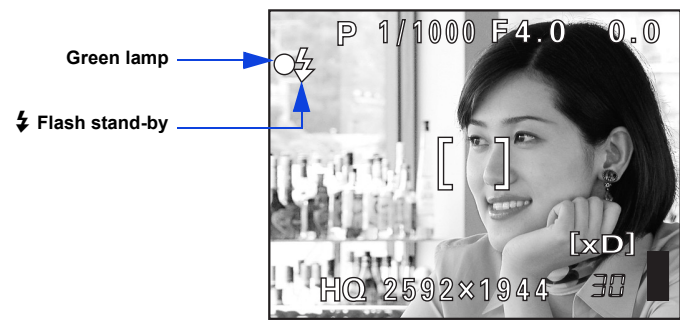 P 1/1000 F4.0 0.0
Green lamp
Flash stand-by
[xD]
HQ 2592×1944 30